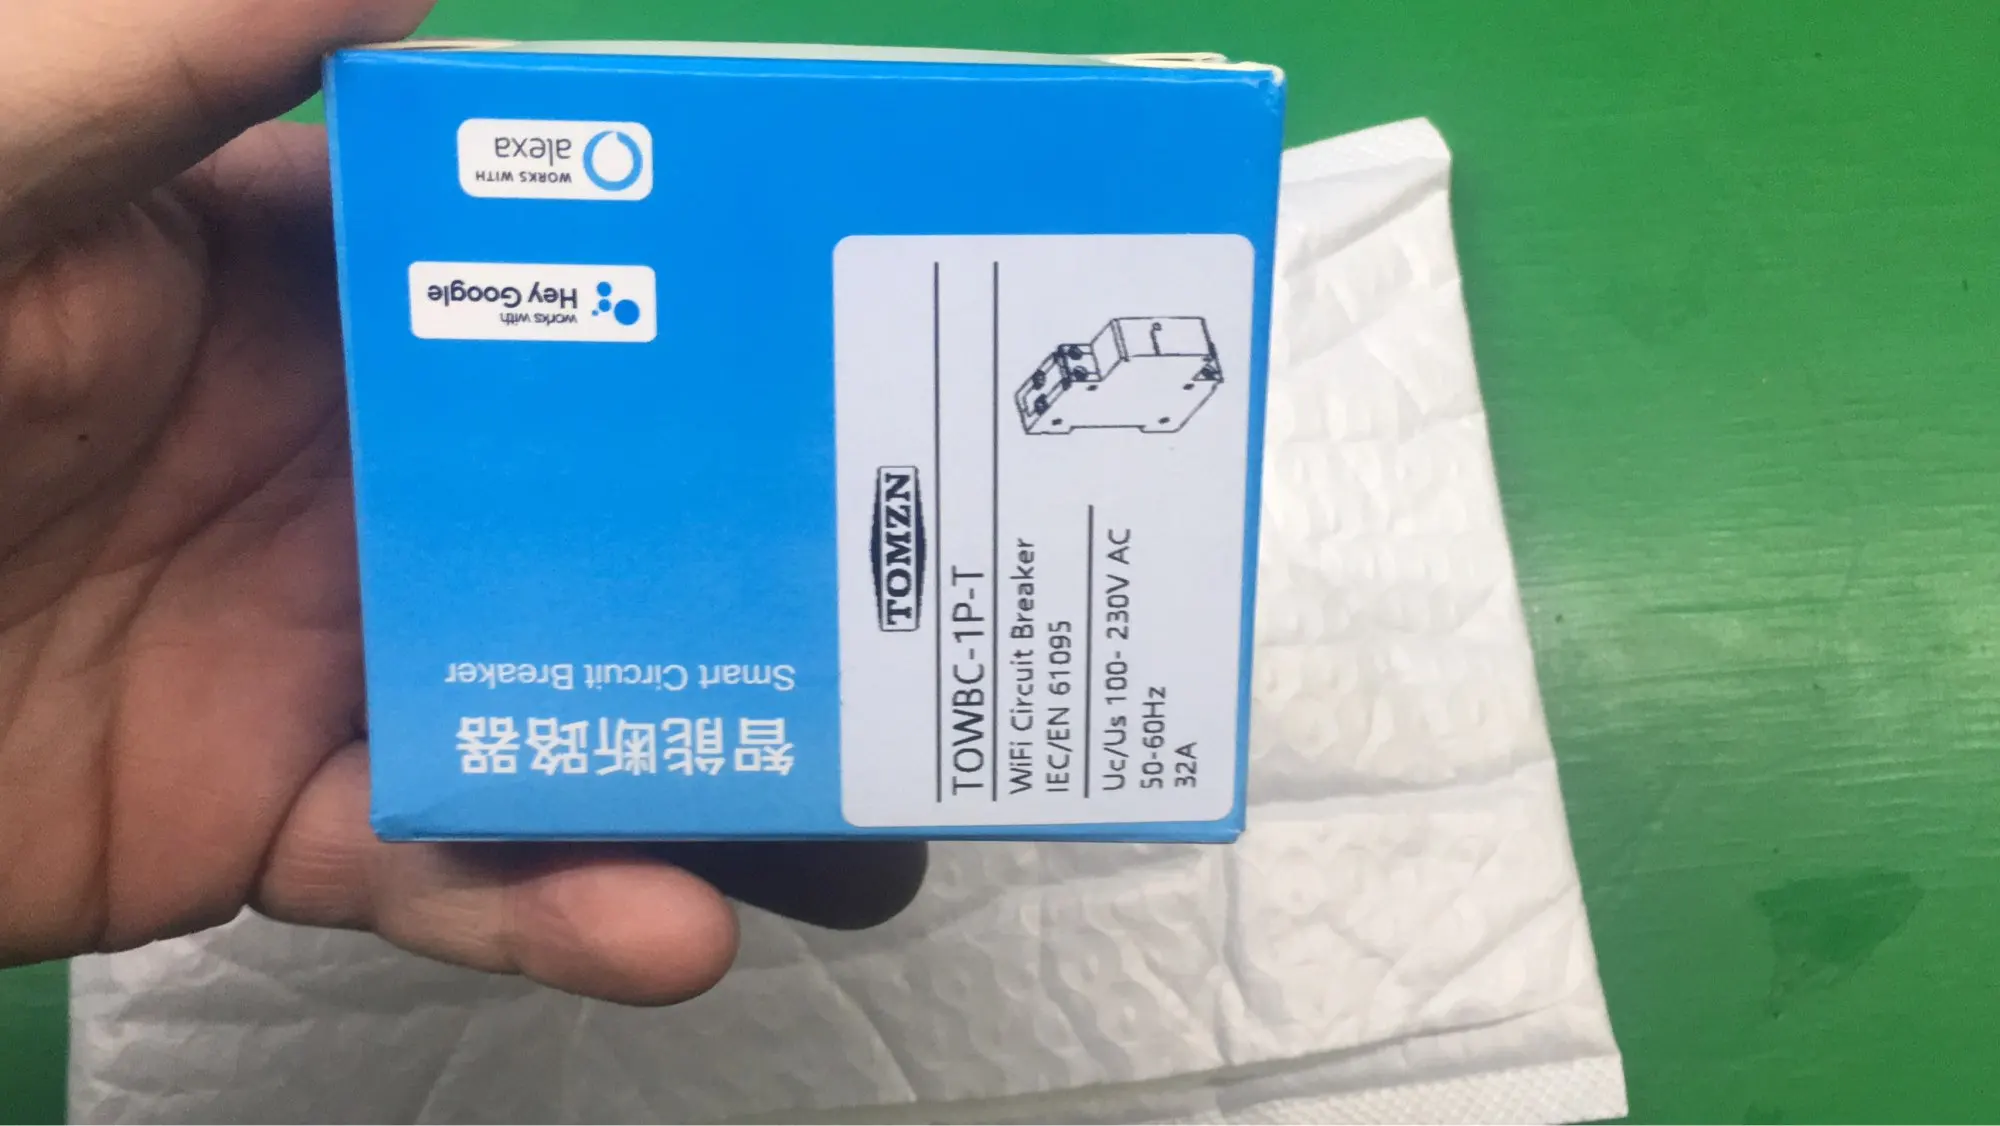 智能断路器
Smart Circuit Breaker
works with
Hey Google
WORKS WITH
alexa
TOMZN
TOWBC-1P-T
WiFi Circuit Breaker
IEC/EN 61095
Uc/Us 100- 230V AC
50-60Hz
32A